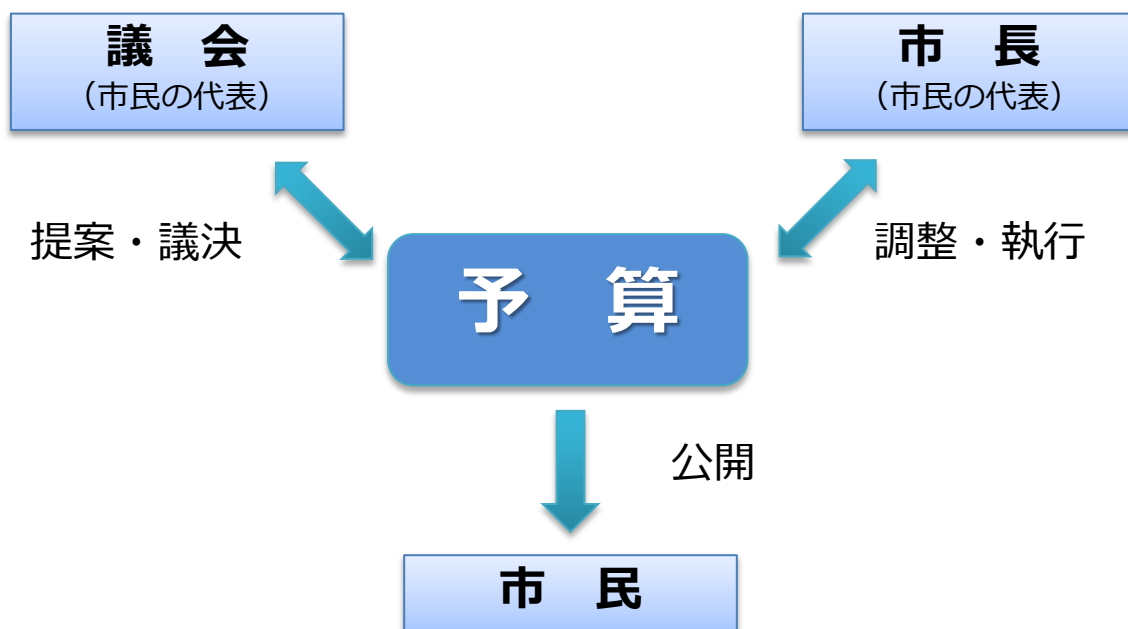 議　会
（市民の代表）
市　長
（市民の代表）
提案・議決
調整・執行
予　算
公開
市　民